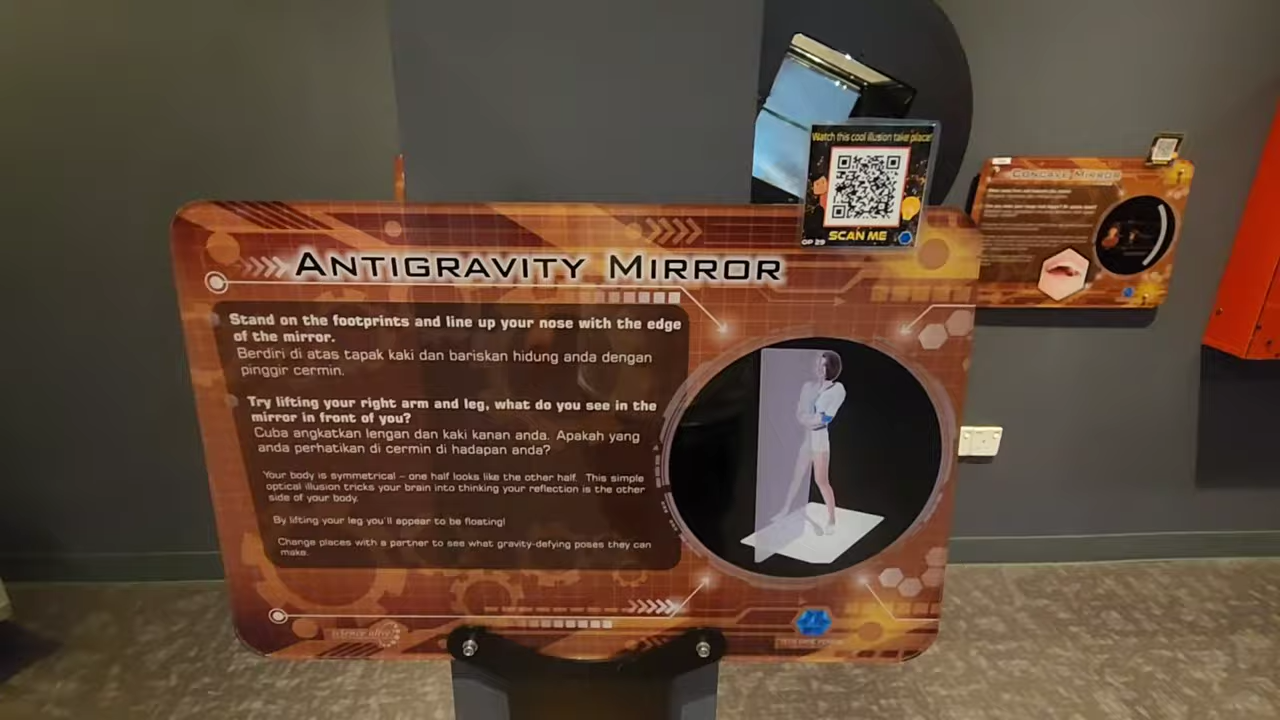 Watch this cool illusion take place!
SCAN ME
OP 29
CONCAVE MIRROR
ANTIGRAVITY MIRROR
Stand on the footprints and line up your nose with the edge
of the mirror.
Berdiri di atas tapak kaki dan bariskan hidung anda dengan
pinggir cermin.
Try lifting your right arm and leg, what do you see in the
mirror in front of you?
Cuba angkatkan lengan dan kaki kanan anda. Apakah yang
anda perhatikan di cermin di hadapan anda?
Your body is symmetrical – one half looks like the other half. This simple
optical illusion tricks your brain into thinking your reflection is the other
side of your body.
By lifting your leg you'll appear to be floating!
Change places with a partner to see what gravity-defying poses they can
make.
science alive